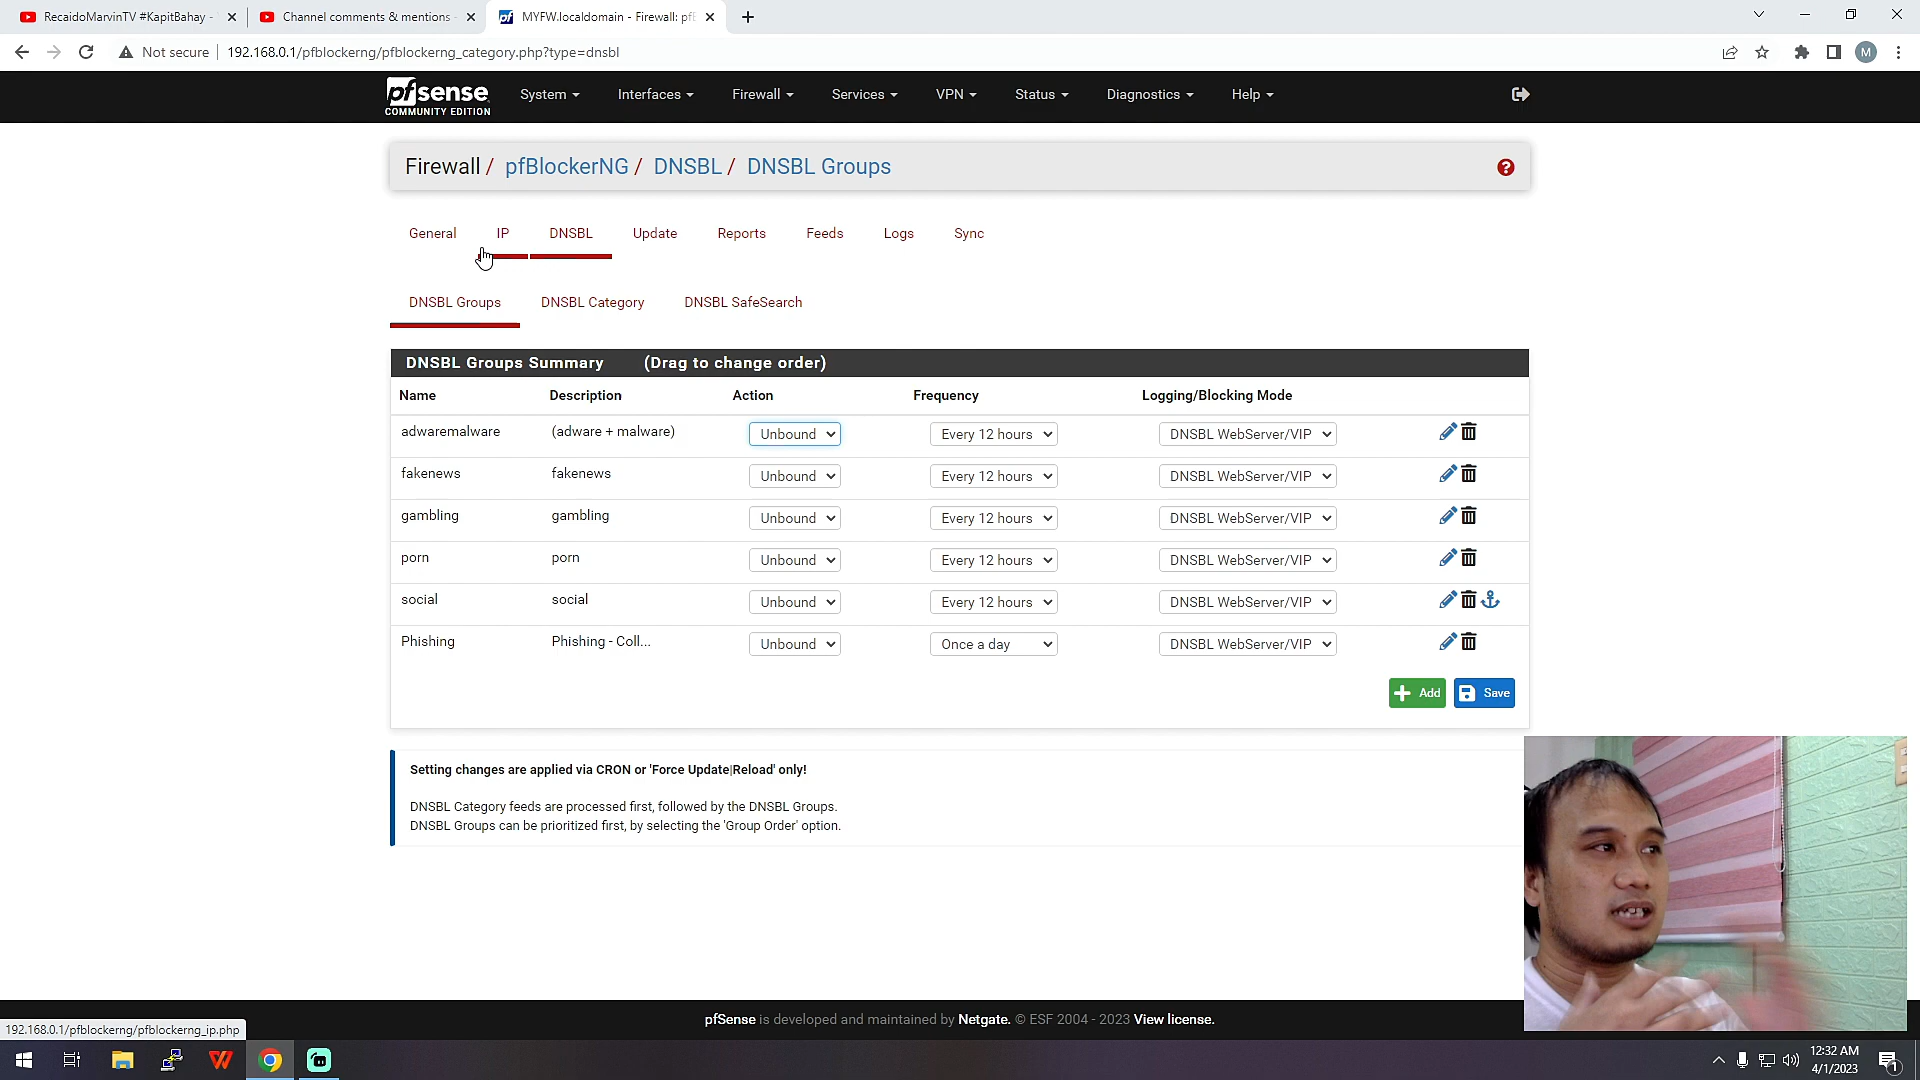 RecaidoMarvinTV #KapitBahay -
Channel comments & mentions -
pf MYFW.localdomain - Firewall: pfB
Not secure 192.168.0.1/pfblockerng/pfblockerng_category.php?type=dnsbl
M
pfsense
COMMUNITY EDITION
System Interfaces Firewall Services VPN Status Diagnostics Help
Firewall / pfBlockerNG / DNSBL / DNSBL Groups
General IP DNSBL Update Reports Feeds Logs Sync
DNSBL Groups DNSBL Category DNSBL SafeSearch
DNSBL Groups Summary (Drag to change order)
Name Description Action Frequency Logging/Blocking Mode
adwaremalware (adware + malware) Unbound Every 12 hours DNSBL WebServer/VIP
fakenews fakenews Unbound Every 12 hours DNSBL WebServer/VIP
gambling gambling Unbound Every 12 hours DNSBL WebServer/VIP
porn porn Unbound Every 12 hours DNSBL WebServer/VIP
social social Unbound Every 12 hours DNSBL WebServer/VIP
Phishing Phishing - Coll... Unbound Once a day DNSBL WebServer/VIP
Add Save
Setting changes are applied via CRON or 'Force Update|Reload' only!
DNSBL Category feeds are processed first, followed by the DNSBL Groups.
DNSBL Groups can be prioritized first, by selecting the 'Group Order' option.
pfSense is developed and maintained by Netgate. © ESF 2004 - 2023 View license.
192.168.0.1/pfblockerng/pfblockerng_ip.php
12:32 AM
4/1/2023
1